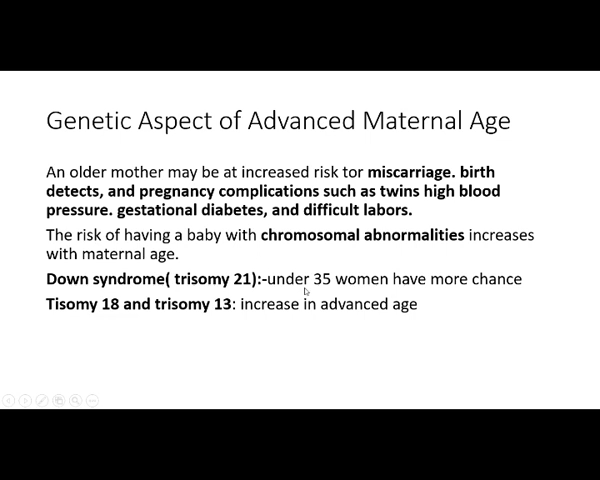 Genetic Aspect of Advanced Maternal Age
An older mother may be at increased risk tor miscarriage. birth
detects, and pregnancy complications such as twins high blood
pressure. gestational diabetes, and difficult labors.
The risk of having a baby with chromosomal abnormalities increases
with maternal age.
Down syndrome( trisomy 21):-under 35 women have more chance
Tisomy 18 and trisomy 13: increase in advanced age